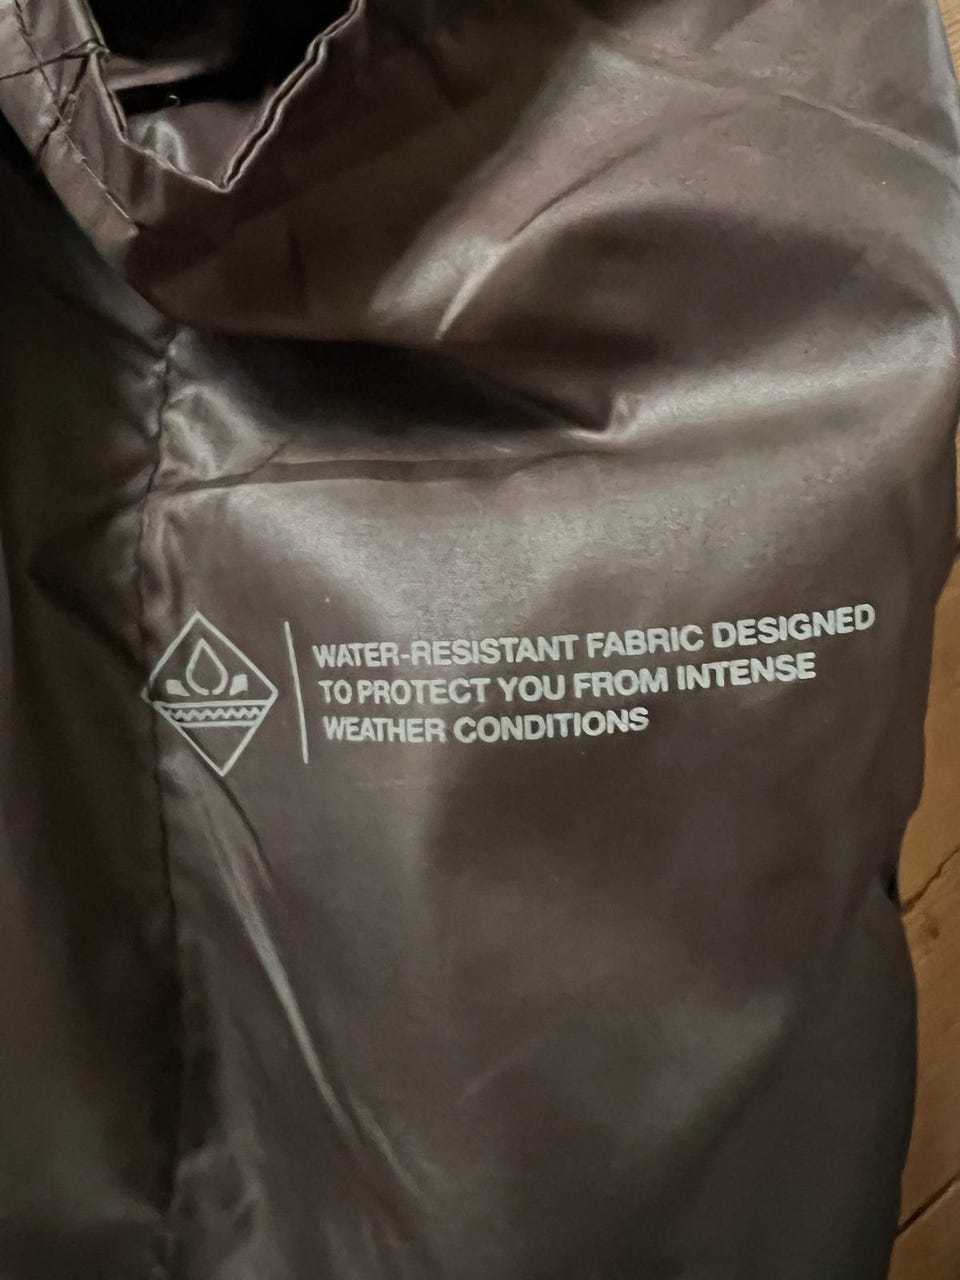 WATER-RESISTANT FABRIC DESIGNED
TO PROTECT YOU FROM INTENSE
WEATHER CONDITIONS